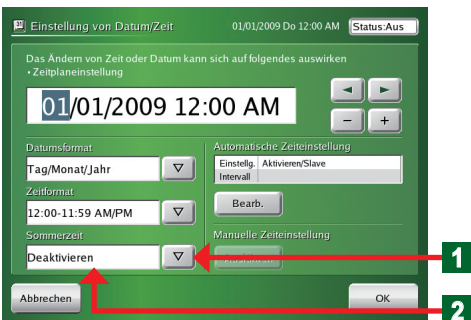 31 Einstellung von Datum/Zeit 01/01/2009 Do 12:00 AM Status:Aus
Das Ändern von Zeit oder Datum kann sich auf folgendes auswirken
•Zeitplaneinstellung
01/01/2009 12:00 AM
◄ ►
− +
Datumsformat
Tag/Monat/Jahr
Zeitformat
12:00-11:59 AM/PM
Sommerzeit
Deaktivieren
Automatische Zeiteinstellung
Einstellg. Aktivieren/Slave
Intervall
Bearb.
Manuelle Zeiteinstellung
1
Abbrechen OK
2